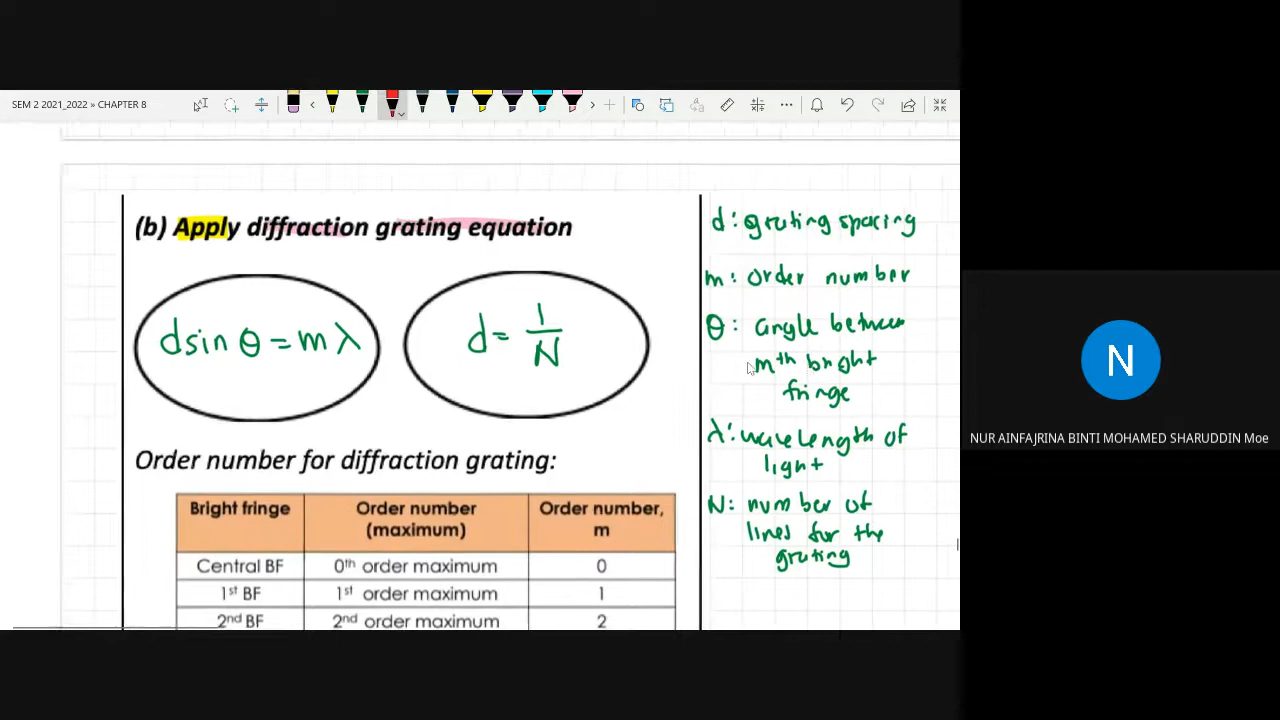 SEM 2 2021_2022 » CHAPTER 8
(b) Apply diffraction grating equation
d sin θ = m λ
d = 1/N
Order number for diffraction grating:
Bright fringe | Order number (maximum) | Order number, m
Central BF | 0th order maximum | 0
1st BF | 1st order maximum | 1
2nd BF | 2nd order maximum | 2
d: grating spacing
m: order number
θ: angle between
mth bright
fringe
λ: wavelength of
light
N: number of
lines for the
grating
N
NUR AINFAJRINA BINTI MOHAMED SHARUDDIN Moe